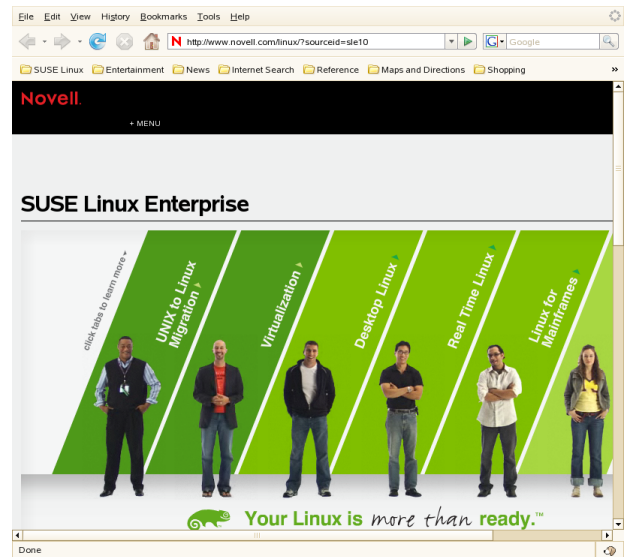 File Edit View History Bookmarks Tools Help
N http://www.novell.com/linux/?sourceid=sle10 G Google
SUSE Linux Entertainment News Internet Search Reference Maps and Directions Shopping »
Novell.
+ MENU
SUSE Linux Enterprise
click tabs to learn more
UNIX to Linux
Migration
Virtualization
Desktop Linux
Real Time Linux
Linux for
Mainframes
Your Linux is more than ready.™
Done